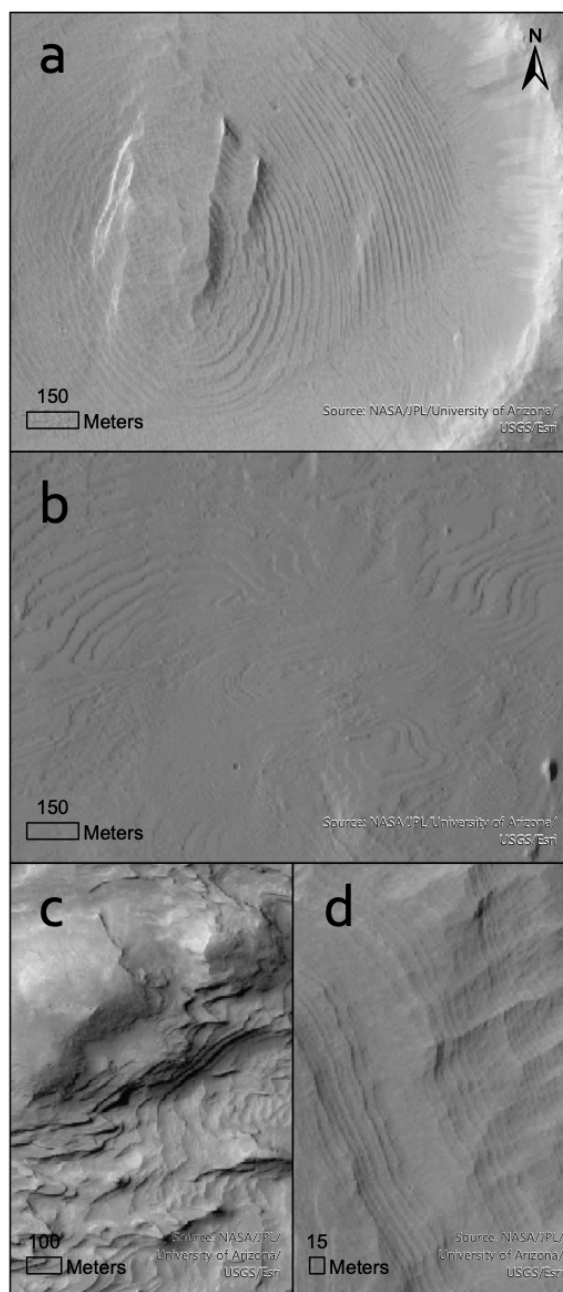 a
N
150
Meters
Source: NASA/JPL/University of Arizona/
USGS/Esri
b
150
Meters
Source: NASA/JPL/University of Arizona/
USGS/Esri
c
100
Meters
Source: NASA/JPL/
University of Arizona/
USGS/Esri
d
15
Meters
Source: NASA/JPL/
University of Arizona/
USGS/Esri